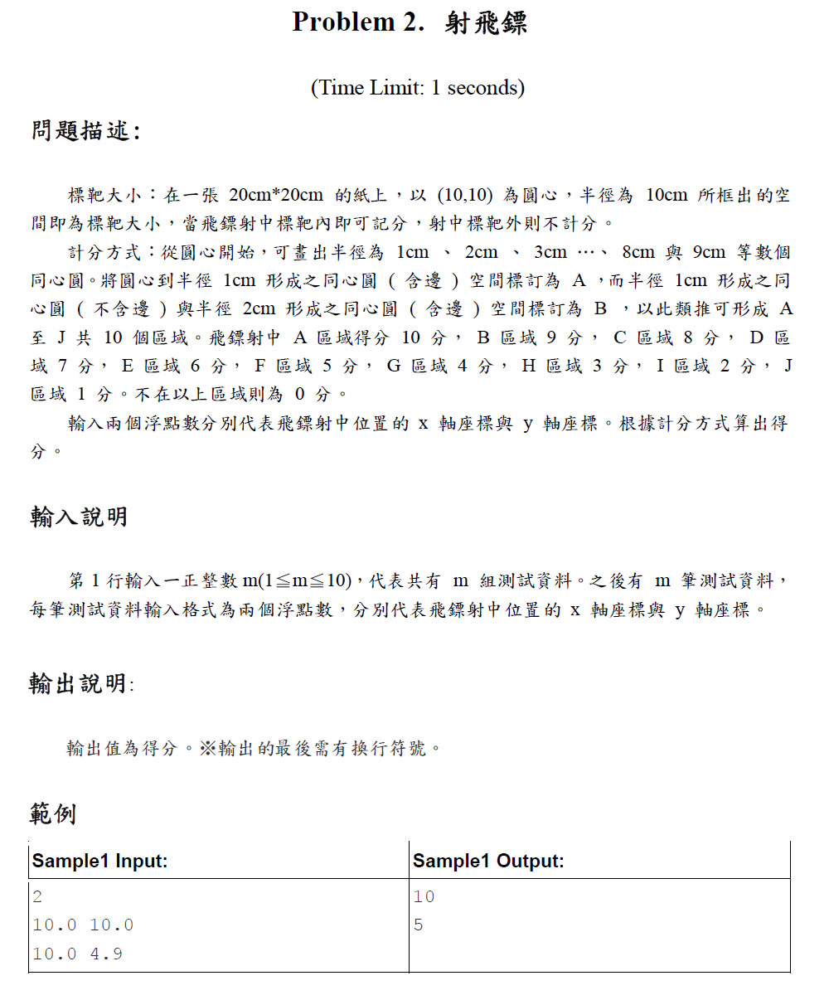 Problem 2. 射飛鏢
(Time Limit: 1 seconds)
問題描述:
標靶大小：在一張 20cm*20cm 的紙上，以 (10,10) 為圓心，半徑為 10cm 所框出的空
間即為標靶大小，當飛鏢射中標靶內即可記分，射中標靶外則不計分。
計分方式：從圓心開始，可畫出半徑為 1cm 、 2cm 、 3cm …、 8cm 與 9cm 等數個
同心圓。將圓心到半徑 1cm 形成之同心圓 ( 含邊 ) 空間標訂為 A ，而半徑 1cm 形成之同
心圓 ( 不含邊 ) 與半徑 2cm 形成之同心圓 ( 含邊 ) 空間標訂為 B ，以此類推可形成 A
至 J 共 10 個區域。飛鏢射中 A 區域得分 10 分， B 區域 9 分， C 區域 8 分， D 區
域 7 分， E 區域 6 分， F 區域 5 分， G 區域 4 分， H 區域 3 分， I 區域 2 分， J
區域 1 分。不在以上區域則為 0 分。
輸入兩個浮點數分別代表飛鏢射中位置的 x 軸座標與 y 軸座標。根據計分方式算出得
分。
輸入說明
第 1 行輸入一正整數 m(1≦m≦10)，代表共有 m 組測試資料。之後有 m 筆測試資料，
每筆測試資料輸入格式為兩個浮點數，分別代表飛鏢射中位置的 x 軸座標與 y 軸座標。
輸出說明:
輸出值為得分。※輸出的最後需有換行符號。
範例
Sample1 Input:
2
10.0 10.0
10.0 4.9
Sample1 Output:
10
5